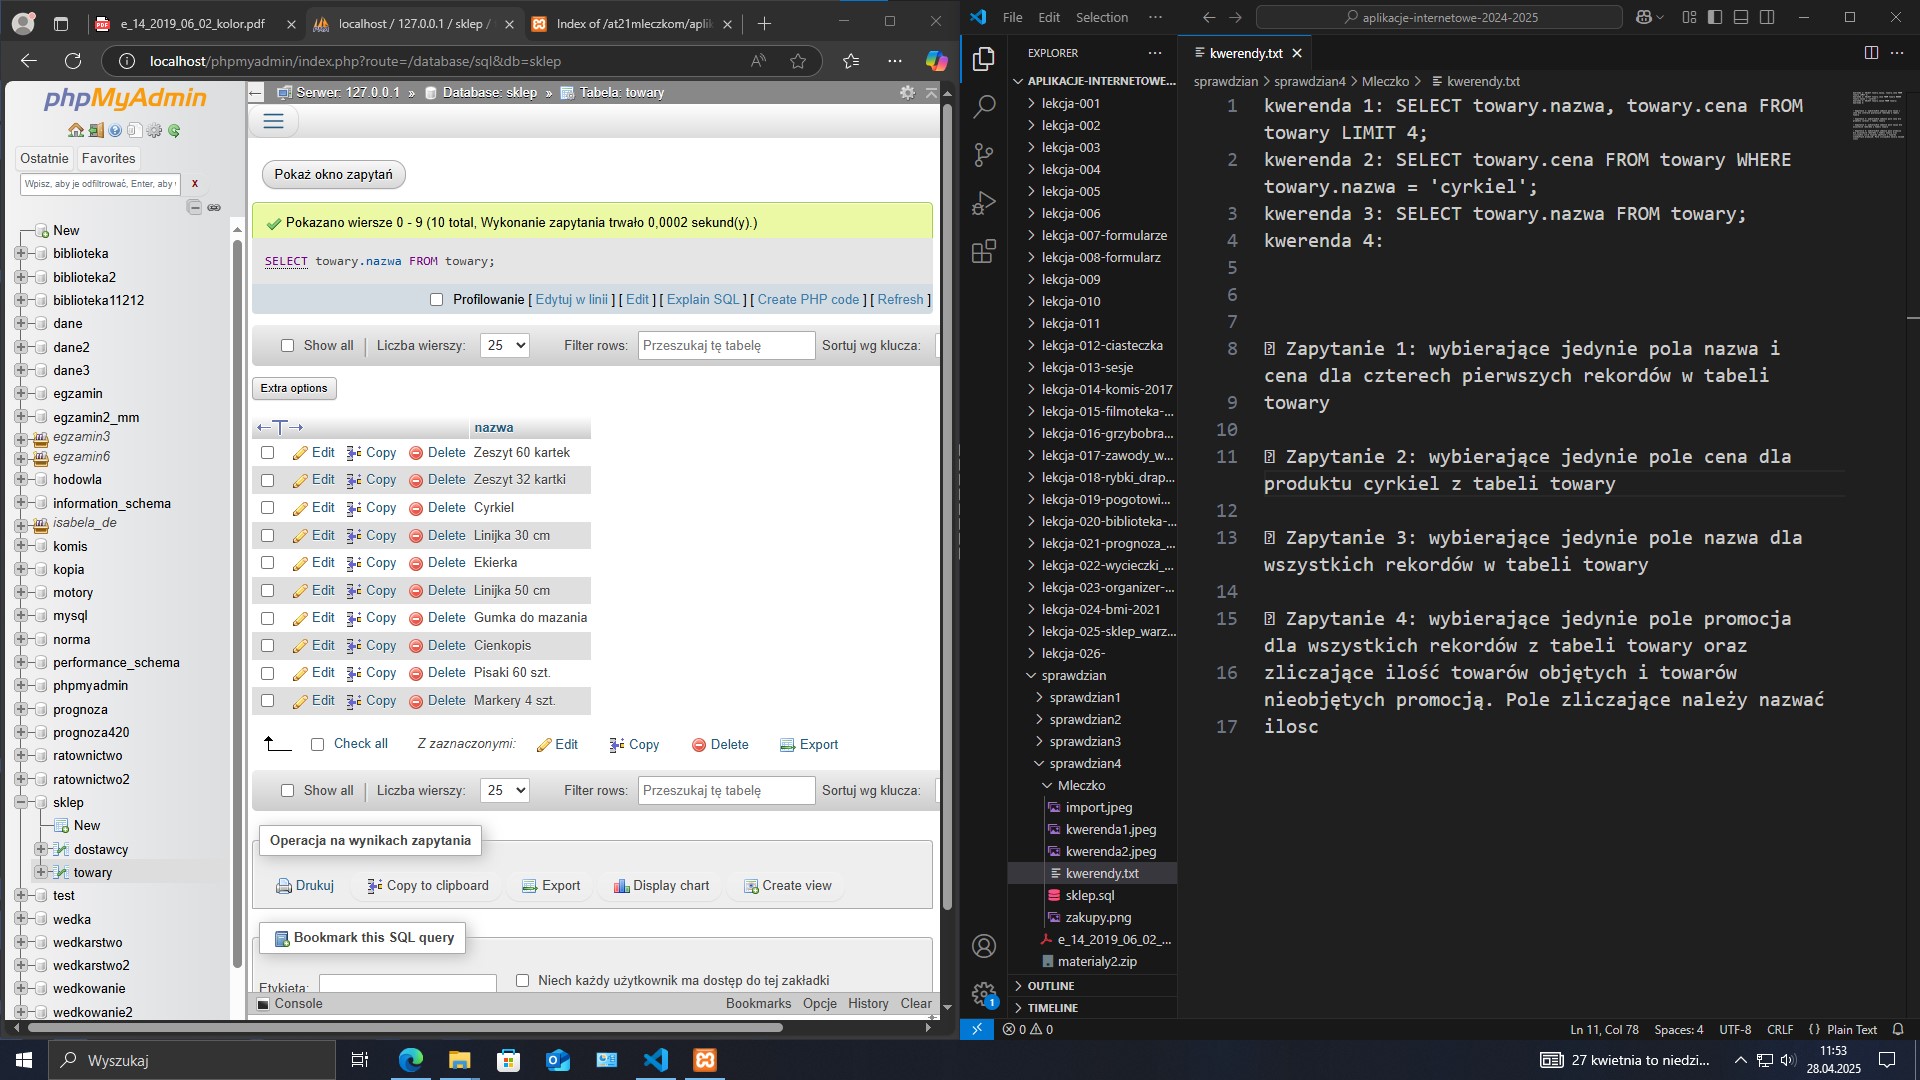 e_14_2019_06_02_kolor.pdf
localhost / 127.0.0.1 / sklep /
Index of /at21mleczkom/apli
localhost/phpmyadmin/index.php?route=/database/sql&db=sklep
phpMyAdmin
Ostatnie
Favorites
Wpisz, aby je odfiltrować, Enter, aby
x
New
biblioteka
biblioteka2
biblioteka11212
dane
dane2
dane3
egzamin
egzamin2_mm
egzamin3
egzamin6
hodowla
information_schema
isabela_de
komis
kopia
motory
mysql
norma
performance_schema
phpmyadmin
prognoza
prognoza420
ratownictwo
ratownictwo2
sklep
New
dostawcy
towary
test
wedka
wedkarstwo
wedkarstwo2
wedkowanie
wedkowanie2
Serwer: 127.0.0.1 » Database: sklep » Tabela: towary
Pokaż okno zapytań
Pokazano wiersze 0 - 9 (10 total, Wykonanie zapytania trwało 0,0002 sekund(y).)
SELECT towary.nazwa FROM towary;
Profilowanie [ Edytuj w linii ] [ Edit ] [ Explain SQL ] [ Create PHP code ] [ Refresh ]
Show all Liczba wierszy: 25 Filter rows: Przeszukaj tę tabelę Sortuj wg klucza:
Extra options
nazwa
Edit Copy Delete Zeszyt 60 kartek
Edit Copy Delete Zeszyt 32 kartki
Edit Copy Delete Cyrkiel
Edit Copy Delete Linijka 30 cm
Edit Copy Delete Ekierka
Edit Copy Delete Linijka 50 cm
Edit Copy Delete Gumka do mazania
Edit Copy Delete Cienkopis
Edit Copy Delete Pisaki 60 szt.
Edit Copy Delete Markery 4 szt.
Check all Z zaznaczonymi: Edit Copy Delete Export
Show all Liczba wierszy: 25 Filter rows: Przeszukaj tę tabelę Sortuj wg klucza:
Operacja na wynikach zapytania
Drukuj Copy to clipboard Export Display chart Create view
Bookmark this SQL query
Etykieta: Niech każdy użytkownik ma dostęp do tej zakładki
Console Bookmarks Opcje History Clear
File Edit Selection ···
aplikacje-internetowe-2024-2025
EXPLORER
APLIKACJE-INTERNETOWE...
lekcja-001
lekcja-002
lekcja-003
lekcja-004
lekcja-005
lekcja-006
lekcja-007-formularze
lekcja-008-formularz
lekcja-009
lekcja-010
lekcja-011
lekcja-012-ciasteczka
lekcja-013-sesje
lekcja-014-komis-2017
lekcja-015-filmoteka-...
lekcja-016-grzybobra...
lekcja-017-zawody_w...
lekcja-018-rybki_drap...
lekcja-019-pogotowi...
lekcja-020-biblioteka-...
lekcja-021-prognoza_...
lekcja-022-wycieczki_...
lekcja-023-organizer-...
lekcja-024-bmi-2021
lekcja-025-sklep_warz...
lekcja-026-
sprawdzian
sprawdzian1
sprawdzian2
sprawdzian3
sprawdzian4
Mleczko
import.jpeg
kwerenda1.jpeg
kwerenda2.jpeg
kwerendy.txt
sklep.sql
zakupy.png
e_14_2019_06_02_...
materialy2.zip
OUTLINE
TIMELINE
kwerendy.txt
sprawdzian > sprawdzian4 > Mleczko > kwerendy.txt
1 kwerenda 1: SELECT towary.nazwa, towary.cena FROM
towary LIMIT 4;
2 kwerenda 2: SELECT towary.cena FROM towary WHERE
towary.nazwa = 'cyrkiel';
3 kwerenda 3: SELECT towary.nazwa FROM towary;
4 kwerenda 4:
5
6
7
8 Zapytanie 1: wybierające jedynie pola nazwa i
cena dla czterech pierwszych rekordów w tabeli
9 towary
10
11 Zapytanie 2: wybierające jedynie pole cena dla
produktu cyrkiel z tabeli towary
12
13 Zapytanie 3: wybierające jedynie pole nazwa dla
wszystkich rekordów w tabeli towary
14
15 Zapytanie 4: wybierające jedynie pole promocja
dla wszystkich rekordów z tabeli towary oraz
16 zliczające ilość towarów objętych i towarów
nieobjętych promocją. Pole zliczające należy nazwać
17 ilosc
0 0 Ln 11, Col 78 Spaces: 4 UTF-8 CRLF {} Plain Text
1
Wyszukaj
27 kwietnia to niedzi...
11:53
28.04.2025